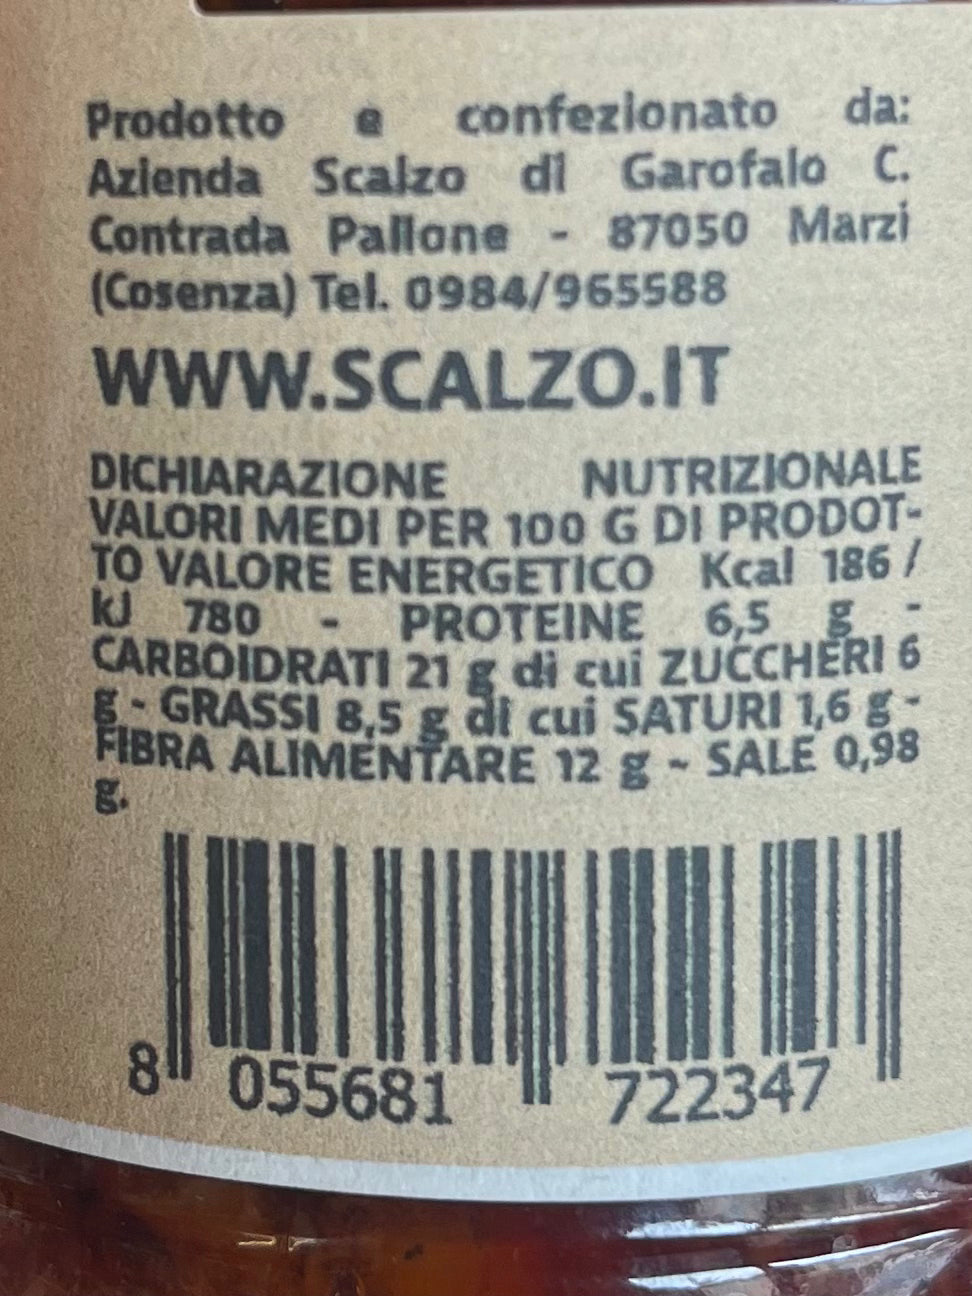 Prodotto e confezionato da:
Azienda Scalzo di Garofalo C.
Contrada Pallone - 87050 Marzi
(Cosenza) Tel. 0984/965588
WWW.SCALZO.IT
DICHIARAZIONE NUTRIZIONALE
VALORI MEDI PER 100 G DI PRODOT-
TO VALORE ENERGETICO Kcal 186 /
kJ 780 - PROTEINE 6,5 g -
CARBOIDRATI 21 g di cui ZUCCHERI 6
g - GRASSI 8,5 g di cui SATURI 1,6 g -
FIBRA ALIMENTARE 12 g - SALE 0,98
g.
8 055681 722347